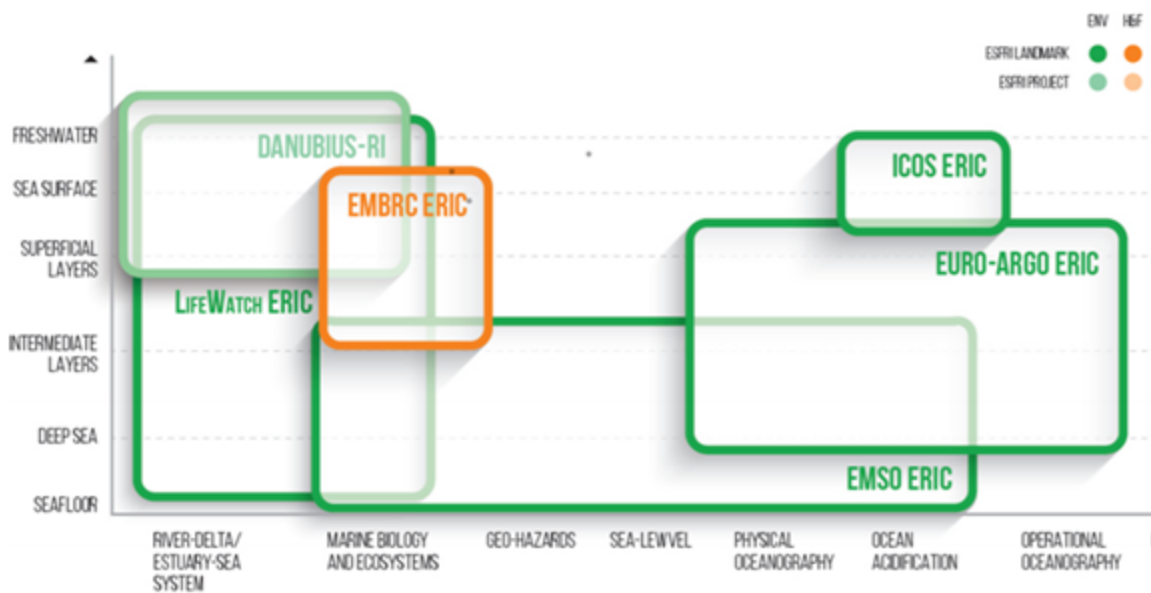 ENV H&F
ESFRI LANDMARK
ESFRI PROJECT
FRESHWATER
SEA SURFACE
SUPERFICIAL
LAYERS
INTERMEDIATE
LAYERS
DEEP SEA
SEAFLOOR
DANUBIUS-RI
EMBRC ERIC
LIFEWATCH ERIC
ICOS ERIC
EURO-ARGO ERIC
EMSO ERIC
RIVER-DELTA/
ESTUARY-SEA
SYSTEM
MARINE BIOLOGY
AND ECOSYSTEMS
GEO-HAZARDS
SEA-LEWVEL
PHYSICAL
OCEANOGRAPHY
OCEAN
ACIDIFICATION
OPERATIONAL
OCEANOGRAPHY